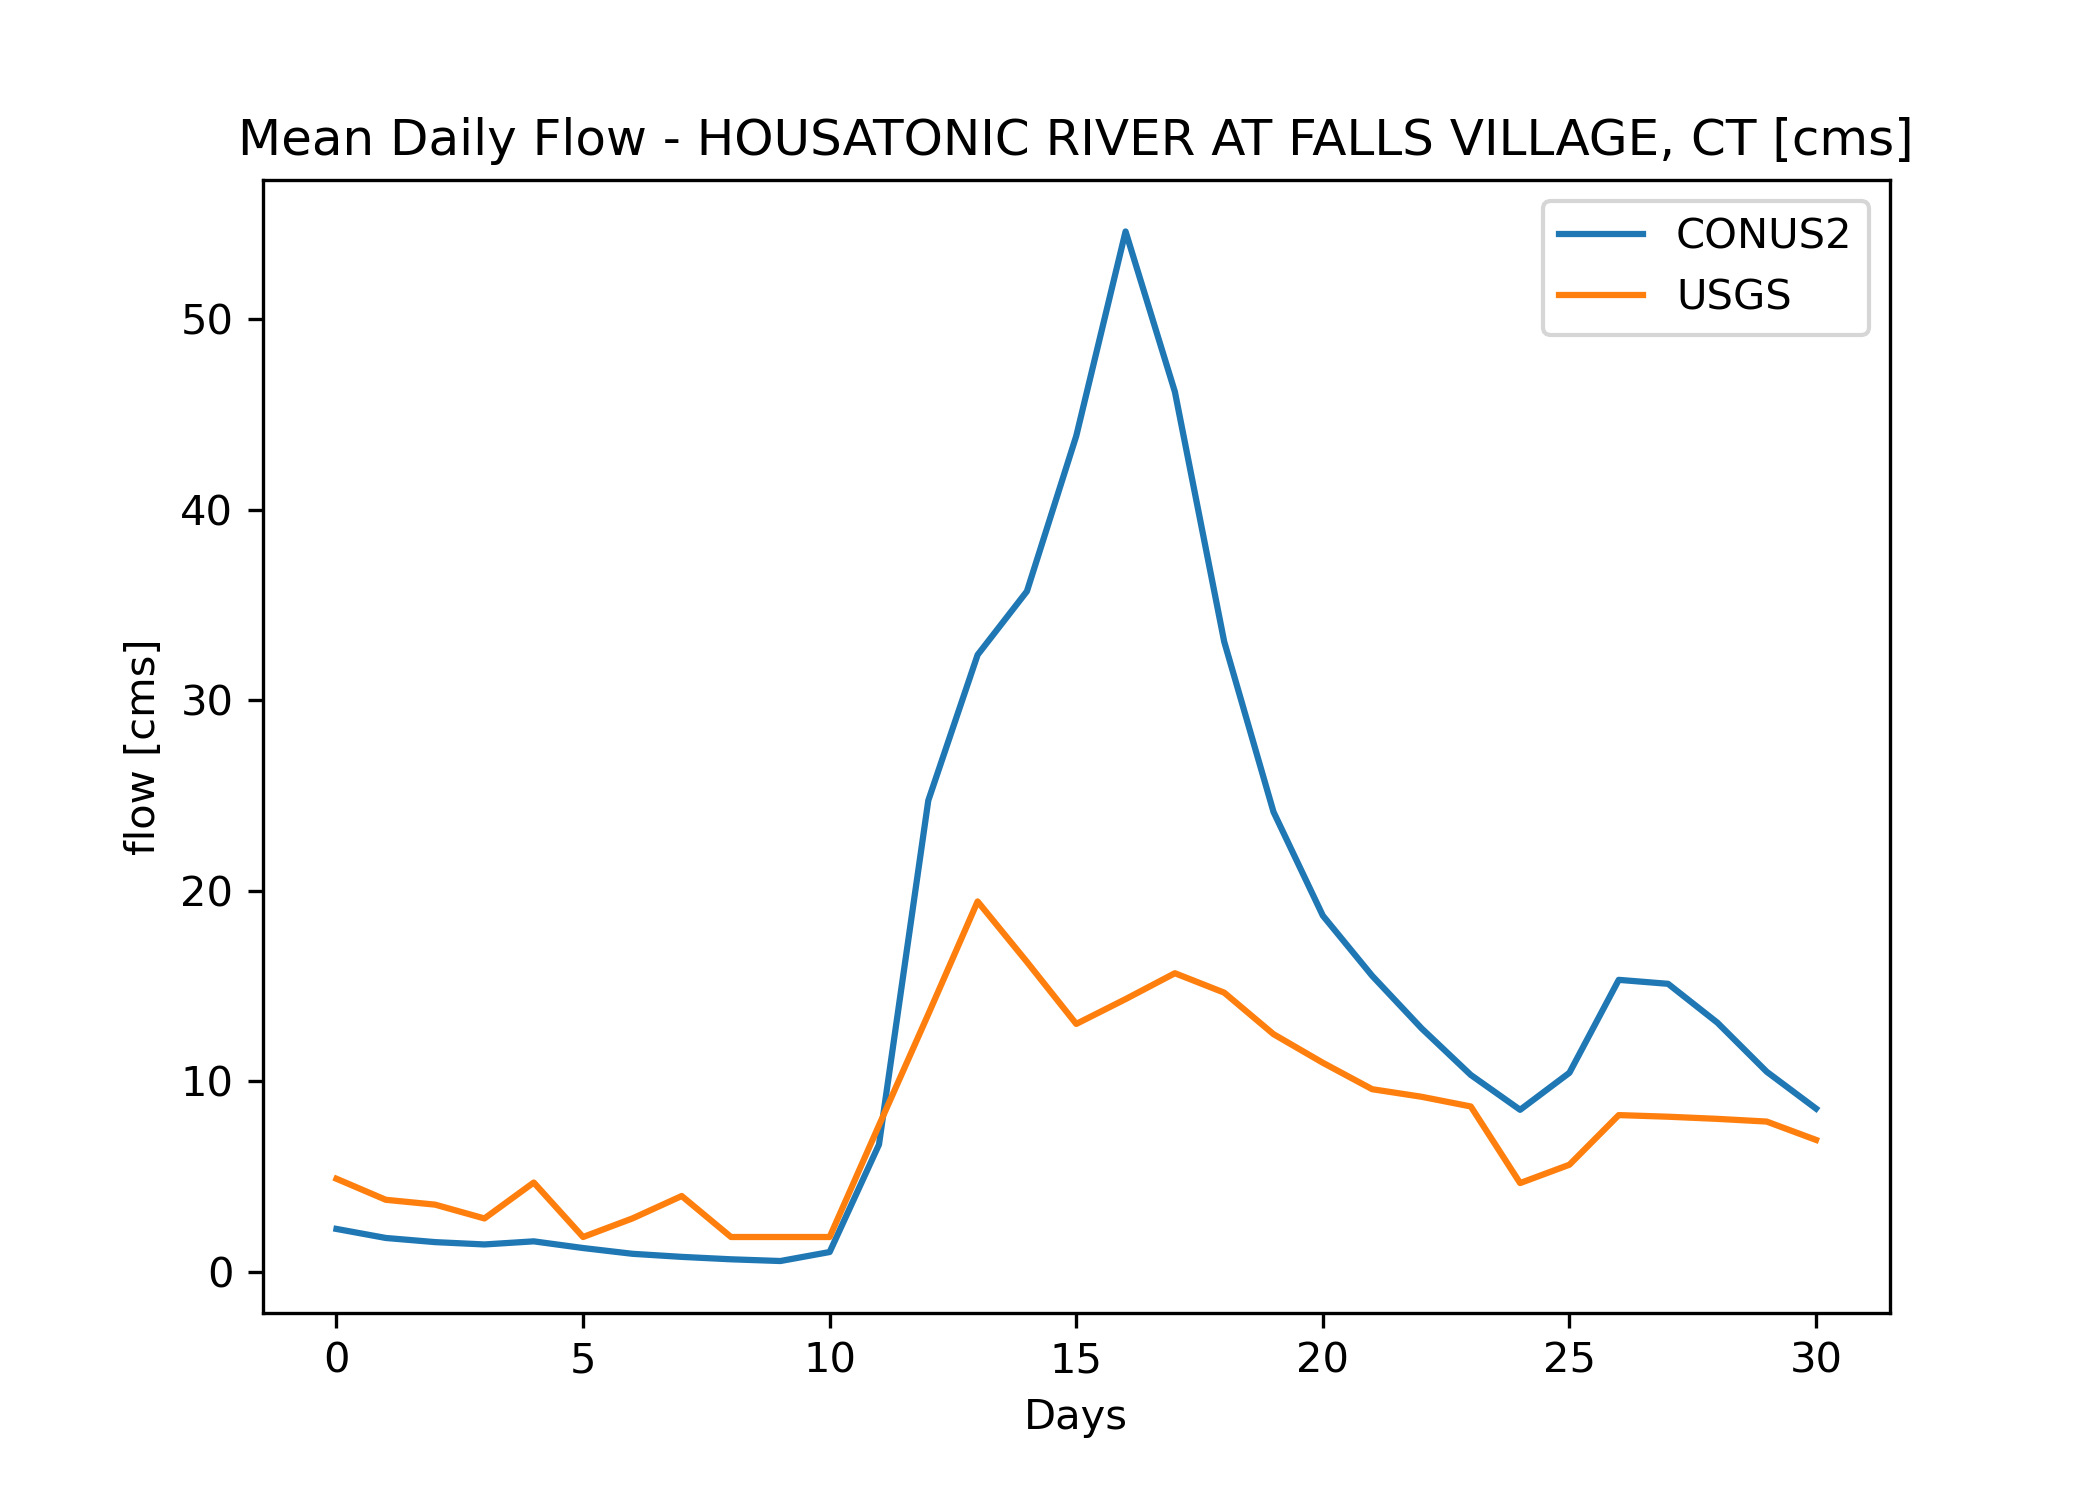 Mean Daily Flow - HOUSATONIC RIVER AT FALLS VILLAGE, CT [cms]
CONUS2
USGS
flow [cms]
50
40
30
20
10
0
0 5 10 15 20 25 30
Days